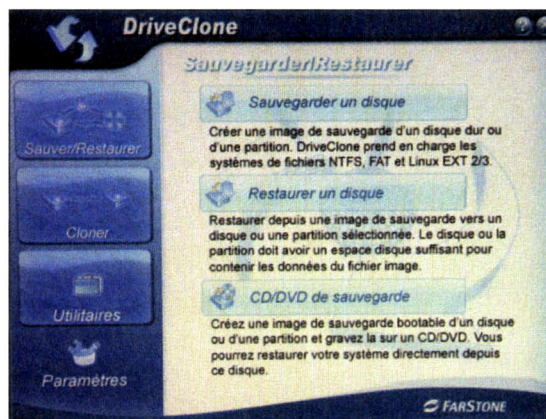 DriveClone
Sauvegarder/Restaurer
Sauver/Restaurer
Cloner
Utilitaires
Paramètres
Sauvegarder un disque
Créer une image de sauvegarde d'un disque dur ou
d'une partition. DriveClone prend en charge les
systèmes de fichiers NTFS, FAT et Linux EXT 2/3.
Restaurer un disque
Restaurer depuis une image de sauvegarde vers un
disque ou une partition sélectionnée. Le disque ou la
partition doit avoir un espace disque suffisant pour
contenir les données du fichier image.
CD/DVD de sauvegarde
Créez une image de sauvegarde bootable d'un disque
ou d'une partition et gravez la sur un CD/DVD. Vous
pourrez restaurer votre système directement depuis
ce disque.
FARSTONE